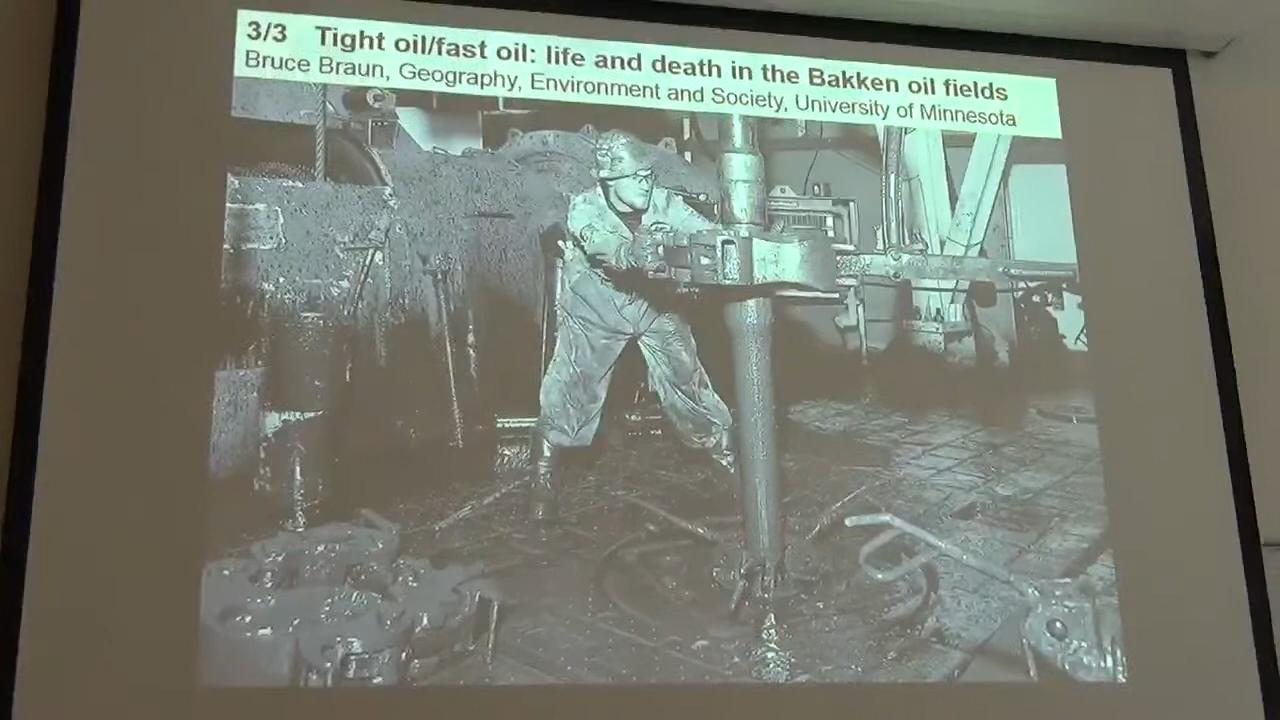 3/3 Tight oil/fast oil: life and death in the Bakken oil fields
Bruce Braun, Geography, Environment and Society, University of Minnesota